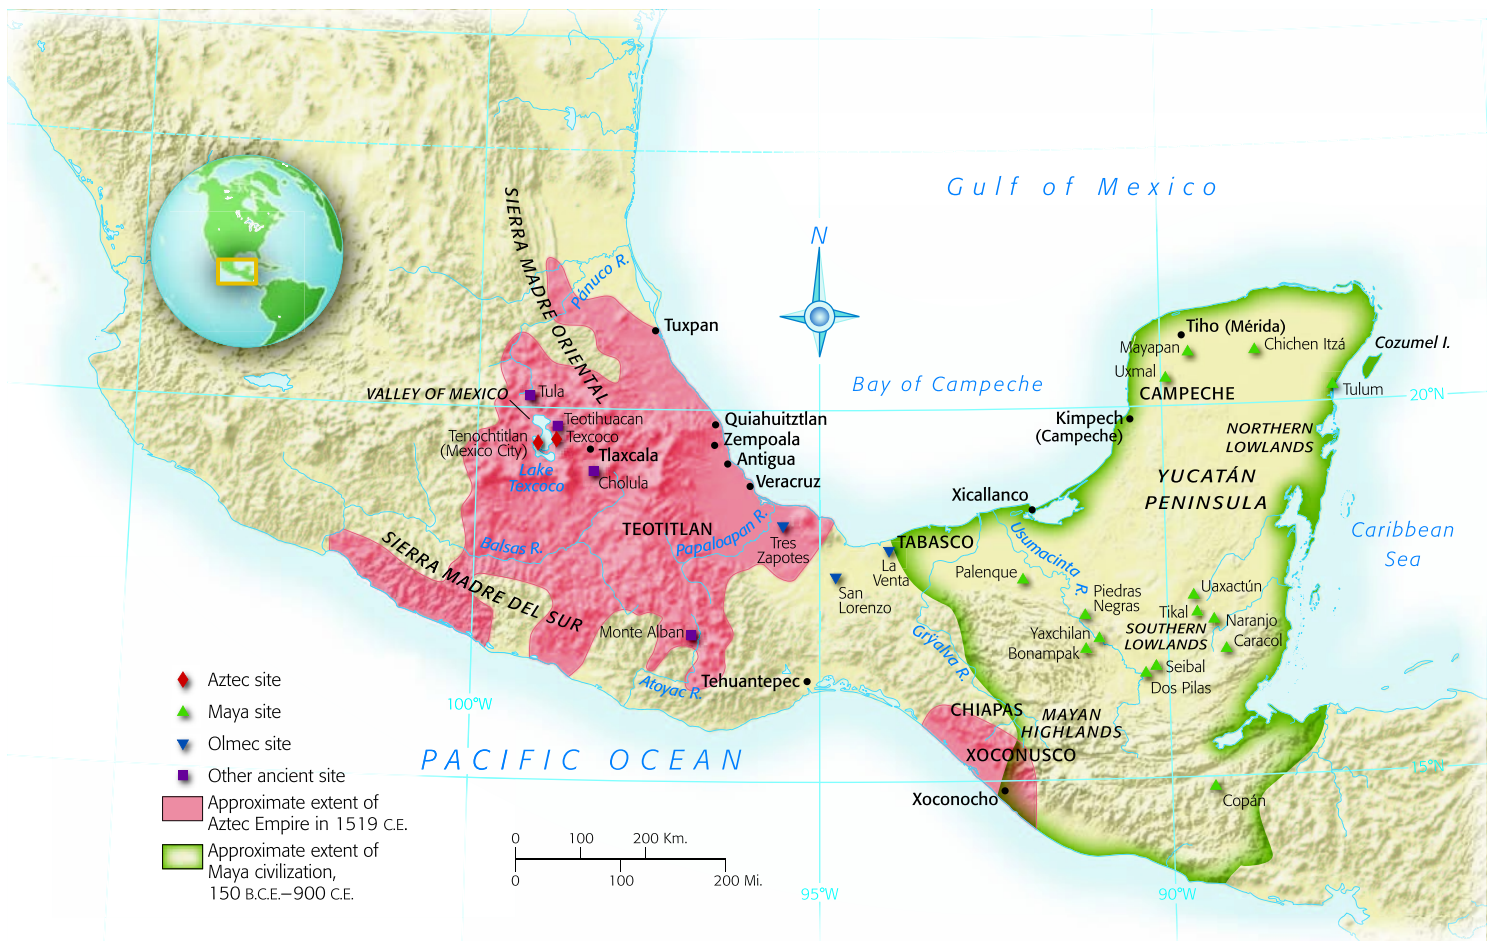 Gulf of Mexico
N
SIERRA MADRE ORIENTAL
Pánuco R.
Tuxpan
Tiho (Mérida)
Mayapan
Chichen Itzá
Cozumel I.
Uxmal
Bay of Campeche
CAMPECHE
Tulum
20°N
VALLEY OF MEXICO
Tula
Teotihuacan
Quiahuitztlan
Kimpech
(Campeche)
Tenochtitlan
(Mexico City)
Texcoco
Zempoala
NORTHERN
LOWLANDS
Tlaxcala
Antigua
Lake
Texcoco
Cholula
Veracruz
YUCATÁN
PENINSULA
Xicallanco
TEOTITLAN
Papaloapan R.
Caribbean
Sea
Balsas R.
Tres
Zapotes
TABASCO
Usumacinta R.
SIERRA MADRE DEL SUR
La
Venta
Palenque
San
Lorenzo
Piedras
Negras
Uaxactún
Tikal
Naranjo
Monte Alban
Grÿalva R.
Yaxchilan
SOUTHERN
LOWLANDS
Caracol
Bonampak
Seibal
Dos Pilas
Atoyac R.
Tehuantepec
100°W
CHIAPAS
MAYAN
HIGHLANDS
PACIFIC OCEAN
XOCONUSCO
15°N
Xoconocho
Copán
95°W
90°W
Aztec site
Maya site
Olmec site
Other ancient site
Approximate extent of
Aztec Empire in 1519 C.E.
Approximate extent of
Maya civilization,
150 B.C.E.–900 C.E.
0 100 200 Km.
0 100 200 Mi.